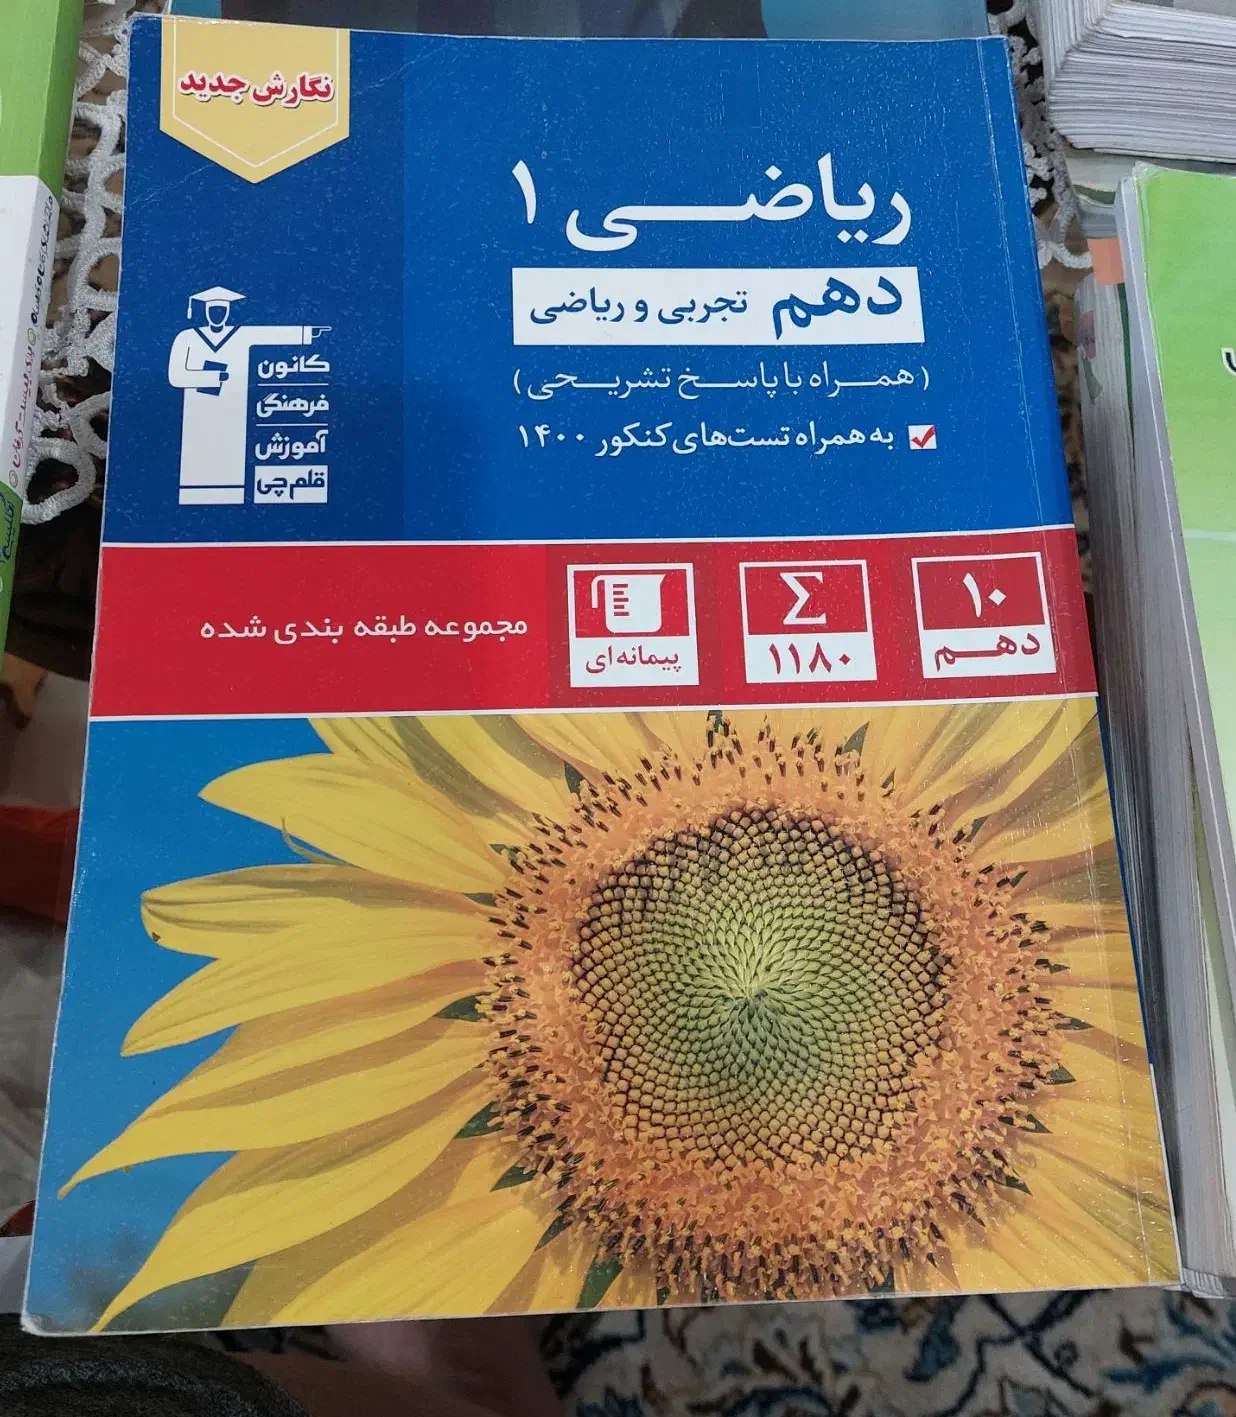 نگارش جدید
ریاضی ۱
دهم تجربی و ریاضی
(همراه با پاسخ تشریحی)
به همراه تست‌های کنکور ۱۴۰۰
کانون
فرهنگی
آموزش
قلم‌چی
۱۰
دهم
Σ
۱۱۸۰
پیمانه‌ای
مجموعه طبقه بندی شده